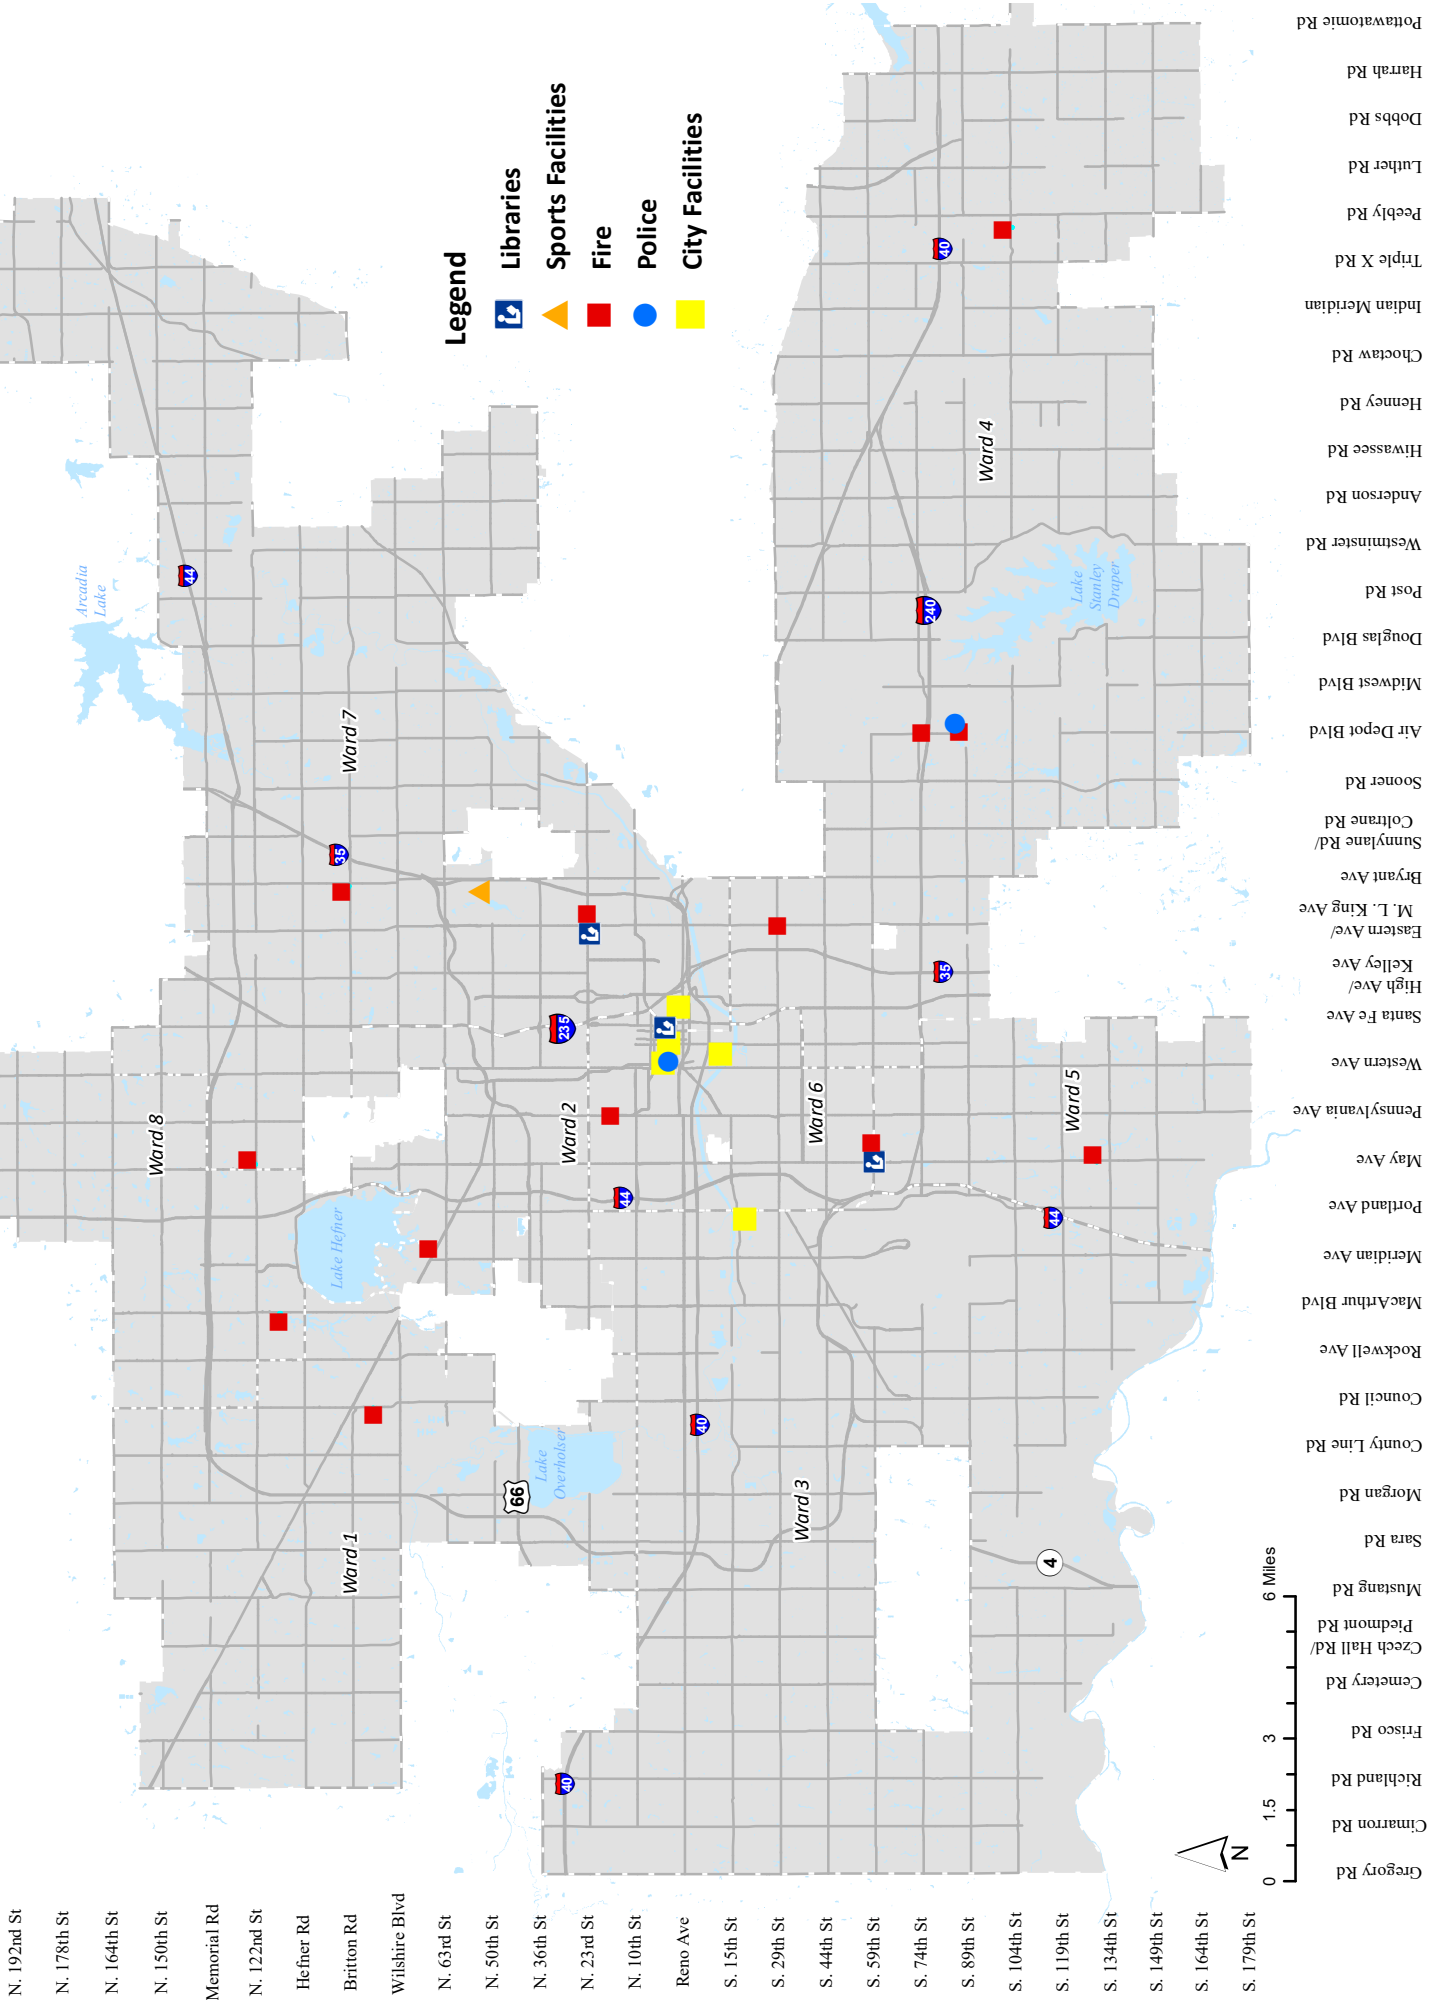 N. 192nd St
N. 178th St
N. 164th St
N. 150th St
Memorial Rd
N. 122nd St
Hefner Rd
Britton Rd
Wilshire Blvd
N. 63rd St
N. 50th St
N. 36th St
N. 23rd St
N. 10th St
Reno Ave
S. 15th St
S. 29th St
S. 44th St
S. 59th St
S. 74th St
S. 89th St
S. 104th St
S. 119th St
S. 134th St
S. 149th St
S. 164th St
S. 179th St
Gregory Rd
Cimarron Rd
Richland Rd
Frisco Rd
Cemetery Rd
Czech Hall Rd/
Piedmont Rd
Mustang Rd
Sara Rd
Morgan Rd
County Line Rd
Council Rd
Rockwell Ave
MacArthur Blvd
Meridian Ave
Portland Ave
May Ave
Pennsylvania Ave
Western Ave
Santa Fe Ave
High Ave/
Kelley Ave
Eastern Ave/
M. L. King Ave
Bryant Ave
Sunnylane Rd/
Coltrane Rd
Sooner Rd
Air Depot Blvd
Midwest Blvd
Douglas Blvd
Post Rd
Westminster Rd
Anderson Rd
Hiwassee Rd
Henney Rd
Choctaw Rd
Indian Meridian
Triple X Rd
Peebly Rd
Luther Rd
Dobbs Rd
Harrah Rd
Pottawatomie Rd
Legend
Libraries
Sports Facilities
Fire
Police
City Facilities
Arcadia
Lake
44
Ward 7
35
Ward 8
235
Ward 2
44
Lake Hefner
Ward 1
66
Lake
Overholser
40
40
Ward 3
Ward 6
35
Ward 5
44
4
240
Lake
Stanley
Draper
Ward 4
40
N
0
1.5
3
6 Miles